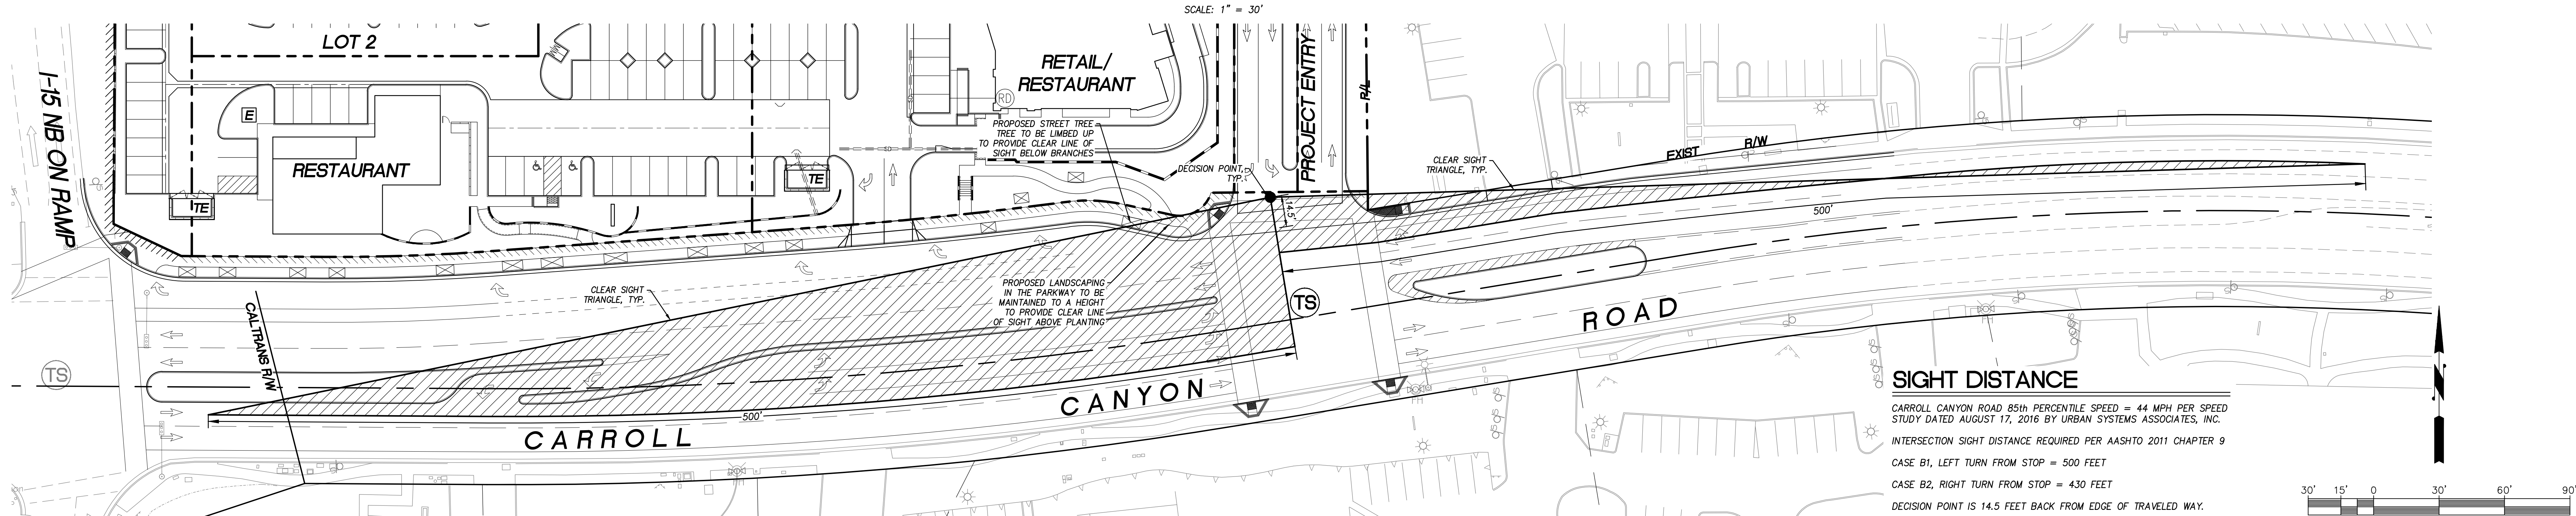 SCALE: 1" = 30'
LOT 2
I-15 NB ON RAMP
RETAIL/
RESTAURANT
RD
PROJECT ENTRY
P/L
E
RESTAURANT
TE
TE
SD
PROPOSED STREET TREE
TREE TO BE LIMBED UP
TO PROVIDE CLEAR LINE OF
SIGHT BELOW BRANCHES
DECISION POINT,
TYP.
CLEAR SIGHT
TRIANGLE, TYP.
EXIST R/W
14.5'
500'
CLEAR SIGHT
TRIANGLE, TYP.
PROPOSED LANDSCAPING
IN THE PARKWAY TO BE
MAINTAINED TO A HEIGHT
TO PROVIDE CLEAR LINE
OF SIGHT ABOVE PLANTING
TS
TS
CALTRANS R/W
500'
CARROLL CANYON ROAD
FH
FH
SIGHT DISTANCE
CARROLL CANYON ROAD 85th PERCENTILE SPEED = 44 MPH PER SPEED
STUDY DATED AUGUST 17, 2016 BY URBAN SYSTEMS ASSOCIATES, INC.
INTERSECTION SIGHT DISTANCE REQUIRED PER AASHTO 2011 CHAPTER 9
CASE B1, LEFT TURN FROM STOP = 500 FEET
CASE B2, RIGHT TURN FROM STOP = 430 FEET
DECISION POINT IS 14.5 FEET BACK FROM EDGE OF TRAVELED WAY.
N
30' 15' 0 30' 60' 90'